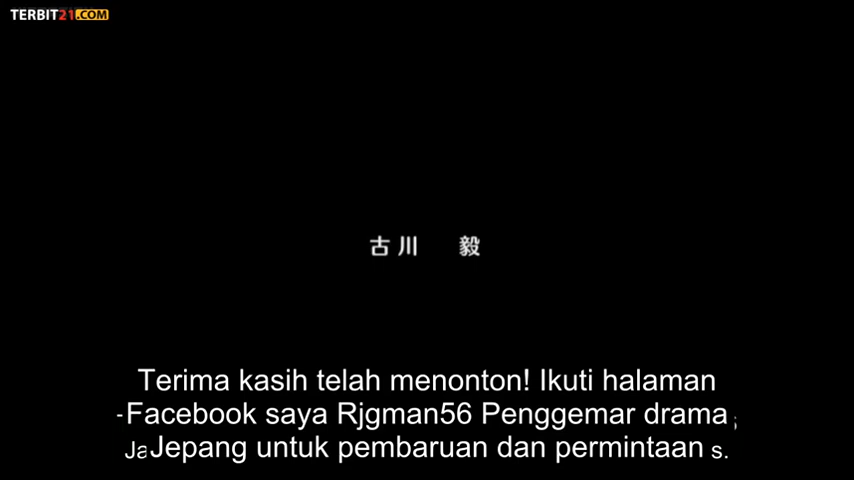 TERBIT21.COM
古川 毅
Terima kasih telah menonton! Ikuti halaman
Facebook saya Rjgman56 Penggemar drama
Jepang untuk pembaruan dan permintaan